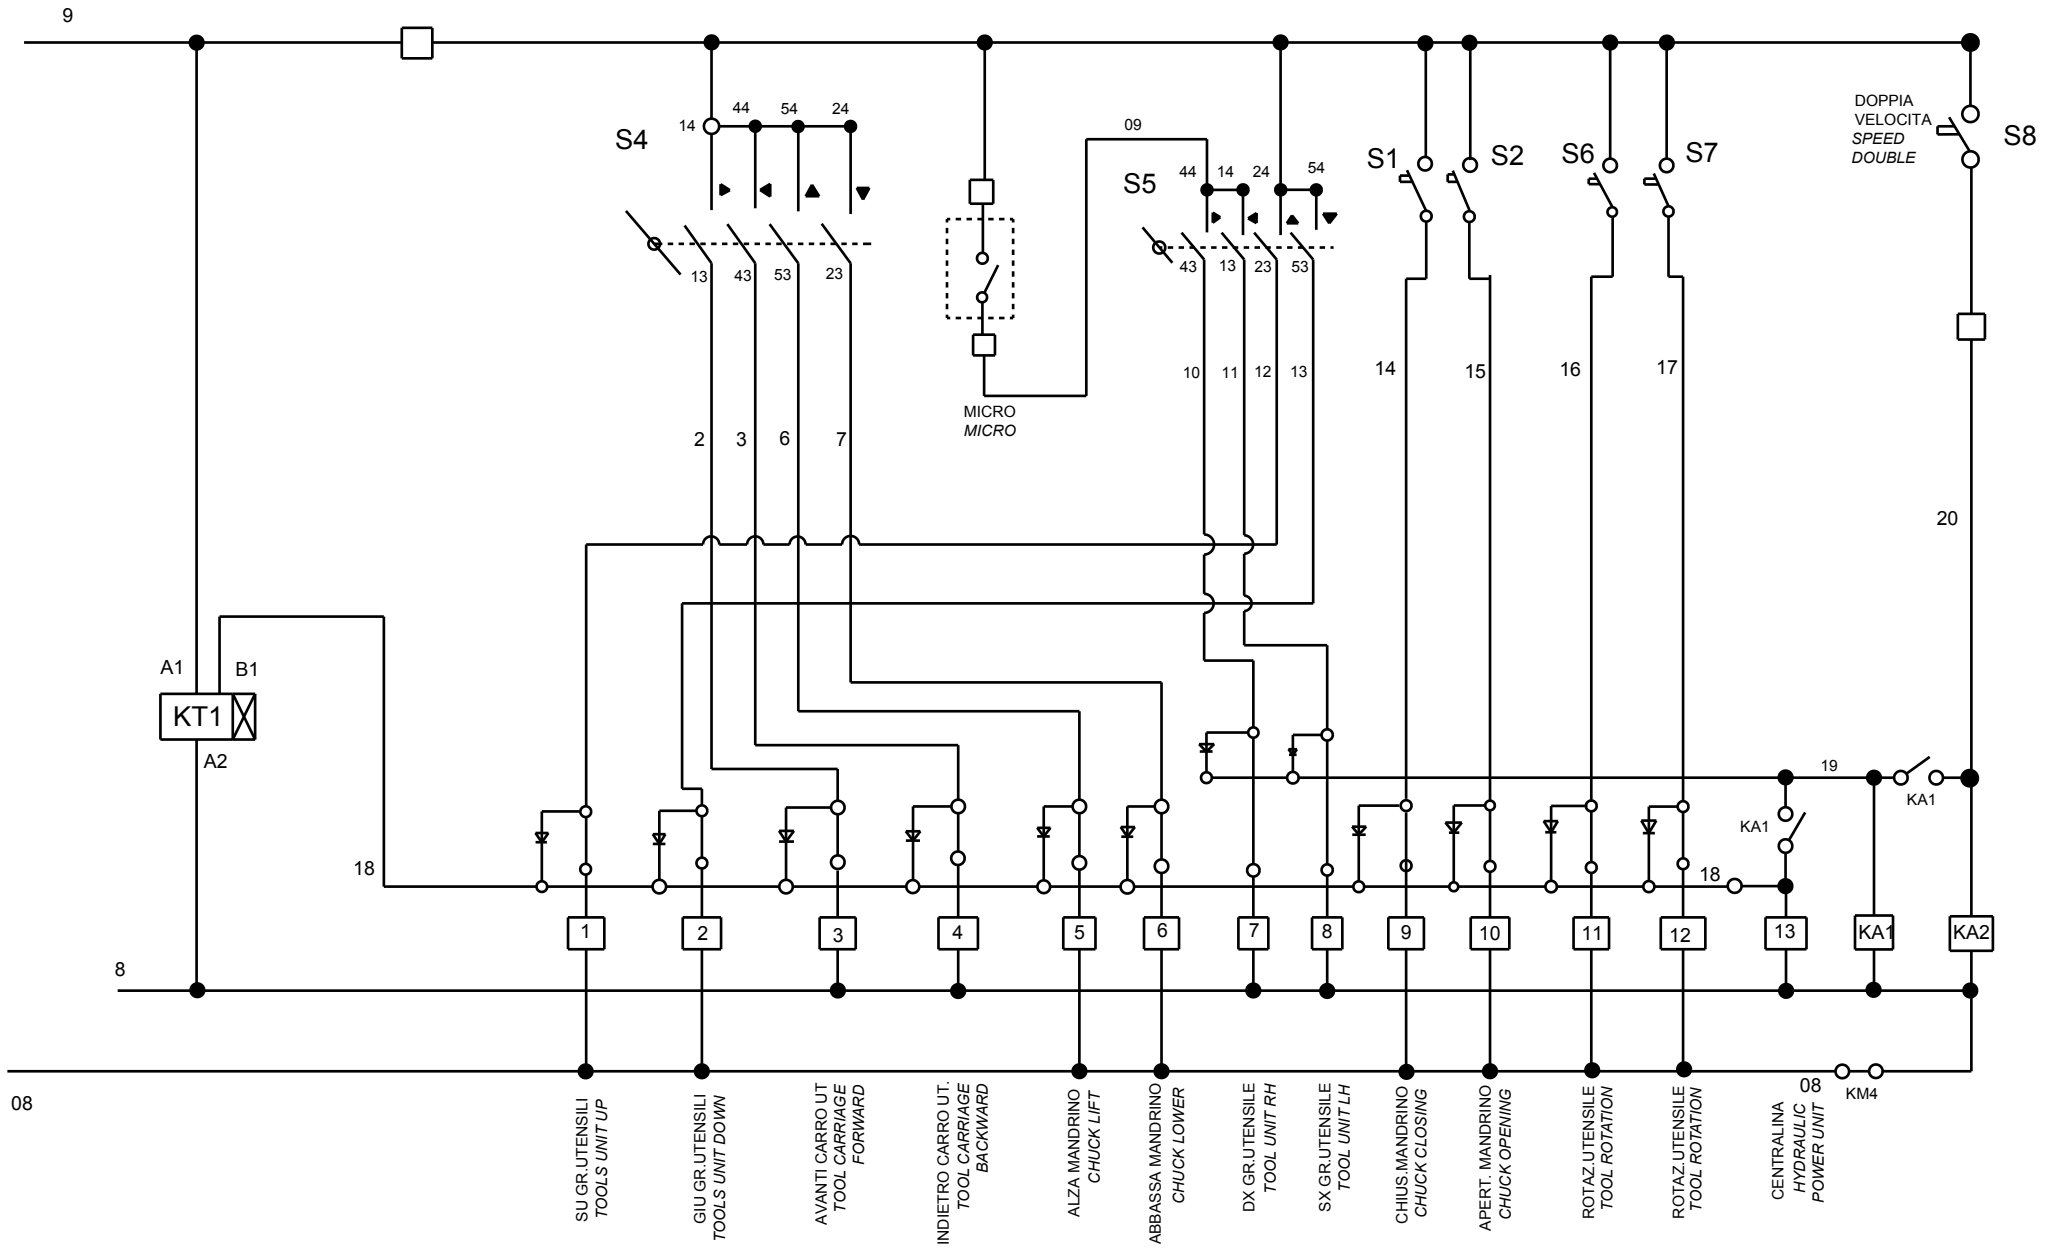 9
44
54
24
14
S4
13
43
53
23
2
3
6
7
MICRO
MICRO
09
S5
44
14
24
54
43
13
23
53
10
11
12
13
S1
S2
S6
S7
14
15
16
17
DOPPIA
VELOCITA
SPEED
DOUBLE
S8
20
A1
B1
KT1
A2
18
19
KA1
KA1
18
1
2
3
4
5
6
7
8
9
10
11
12
13
KA1
KA2
8
08
08
KM4
SU GR.UTENSILI
TOOLS UNIT UP
GIU GR.UTENSILI
TOOLS UNIT DOWN
AVANTI CARRO UT
TOOL CARRIAGE
FORWARD
INDIETRO CARRO UT.
TOOL CARRIAGE
BACKWARD
ALZA MANDRINO
CHUCK LIFT
ABBASSA MANDRINO
CHUCK LOWER
DX GR.UTENSILE
TOOL UNIT RH
SX GR.UTENSILE
TOOL UNIT LH
CHIUS.MANDRINO
CHUCK CLOSING
APERT. MANDRINO
CHUCK OPENING
ROTAZ.UTENSILE
TOOL ROTATION
ROTAZ.UTENSILE
TOOL ROTATION
CENTRALINA
HYDRAULIC
POWER UNIT